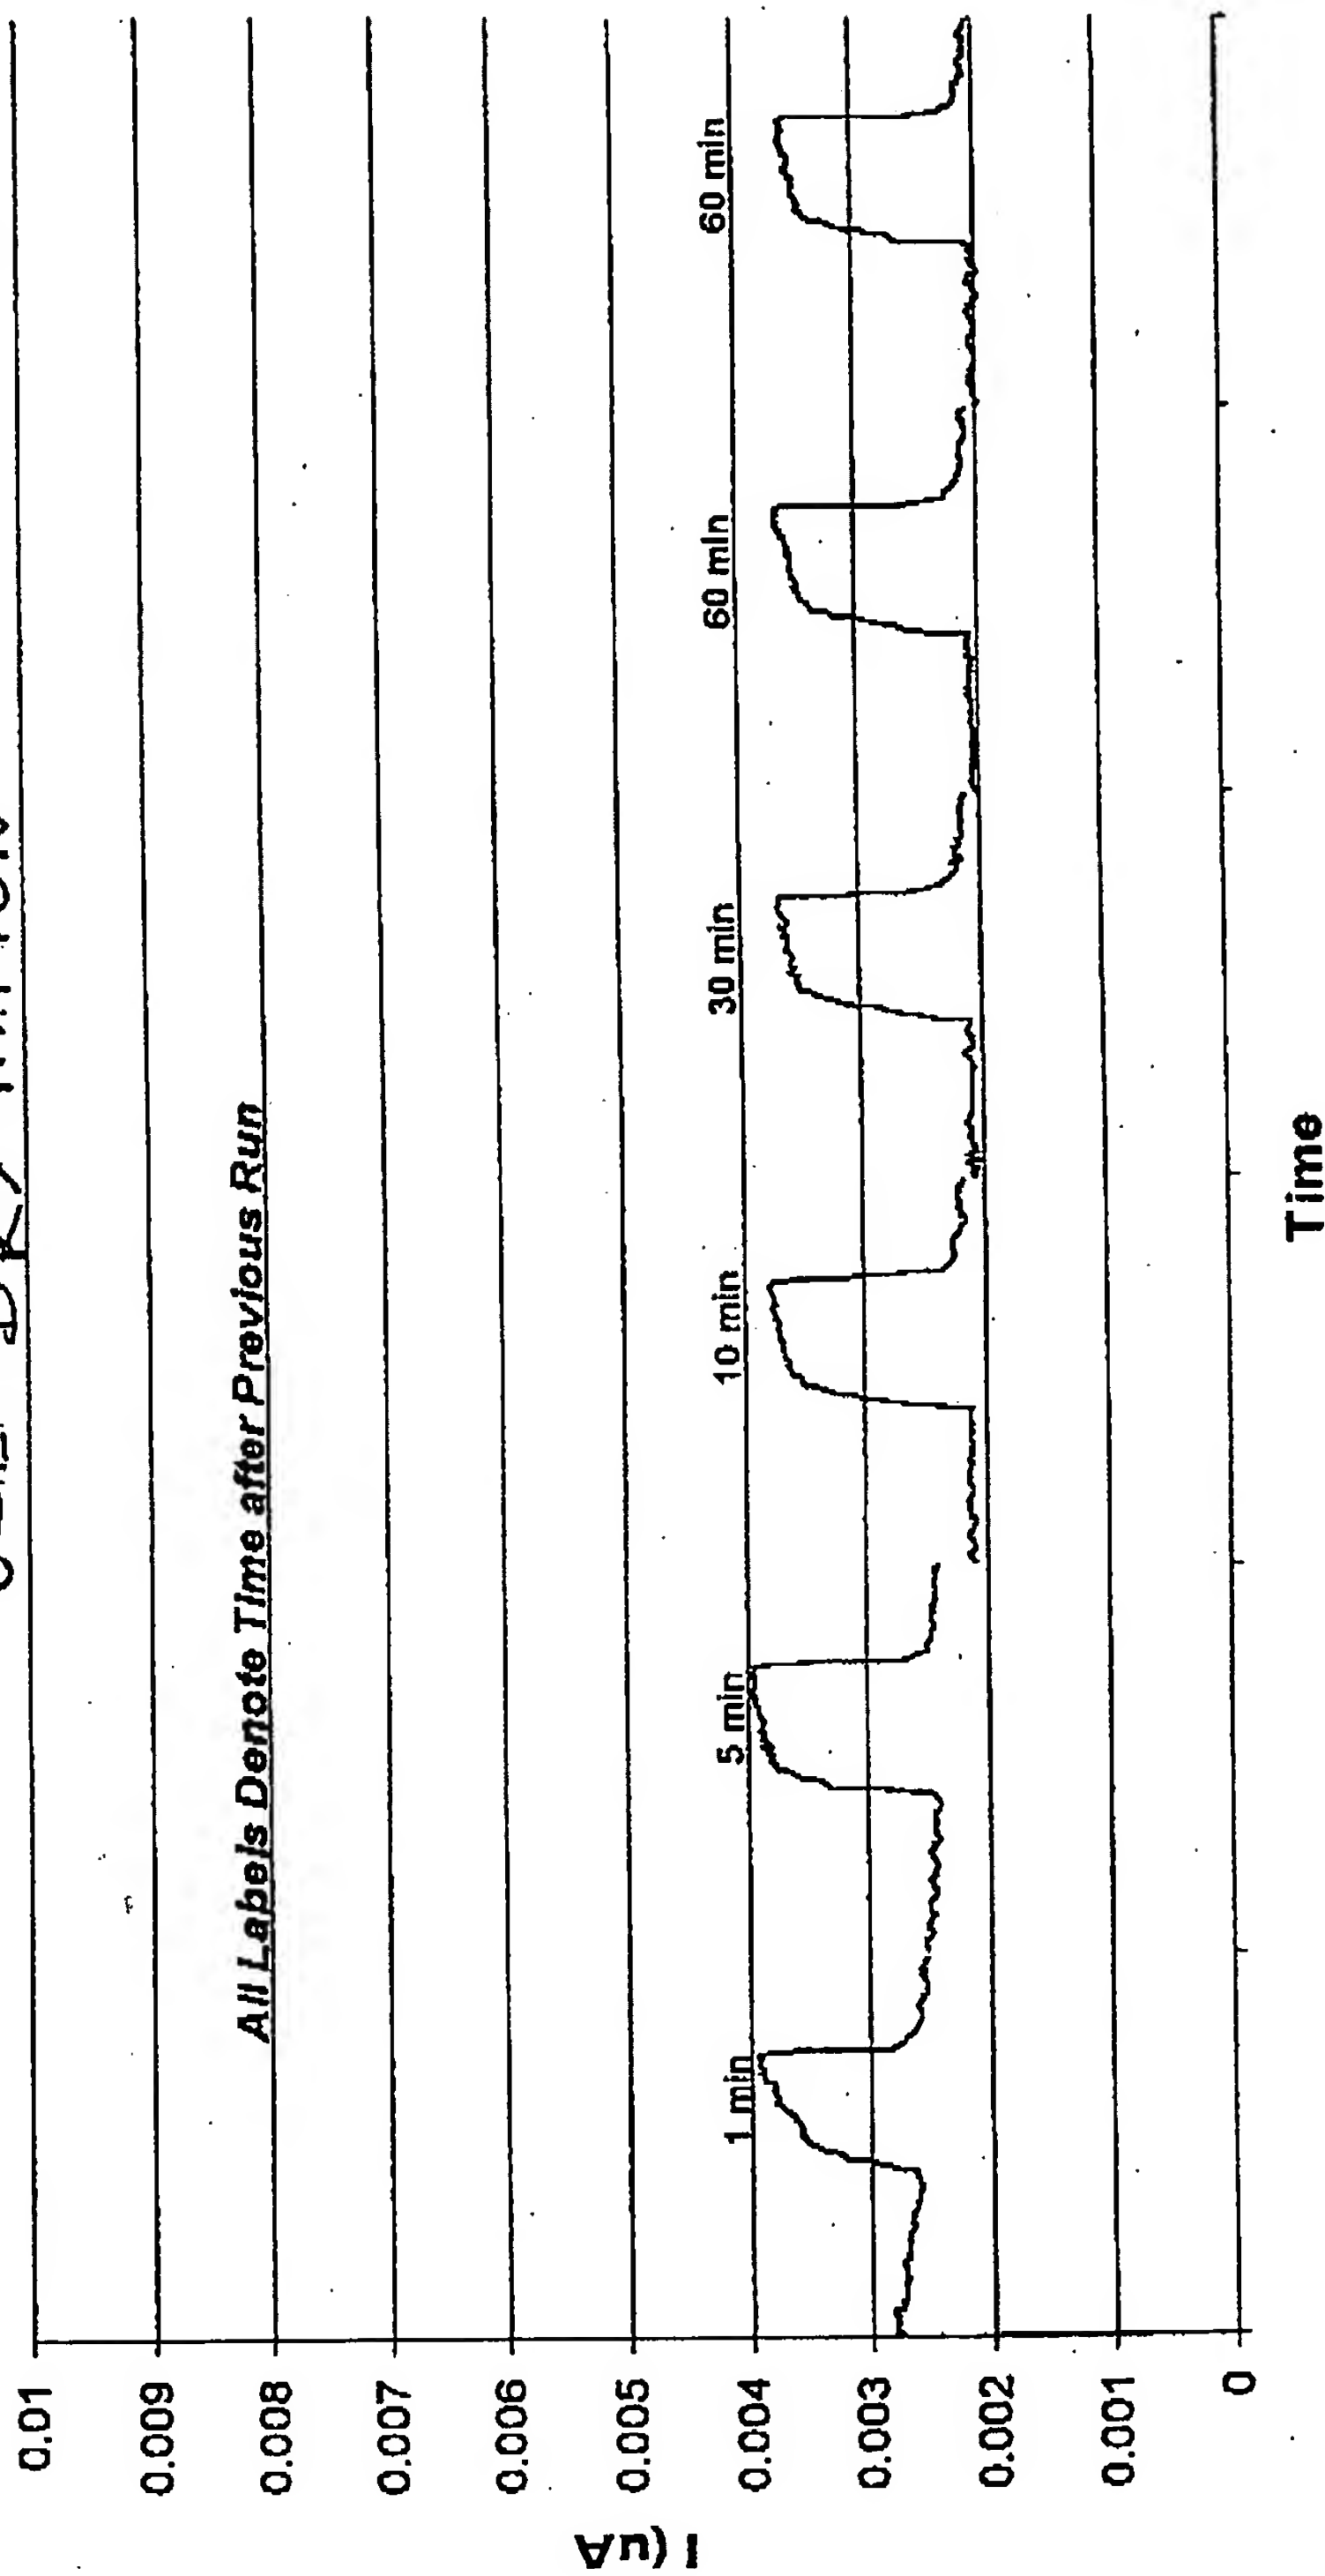 All Labels Denote Time after Previous Run
0.01
0.009
0.008
0.007
0.006
0.005
0.004
0.003
0.002
0.001
0
I (uA)
1 min
5 min
10 min
30 min
60 min
60 min
Time